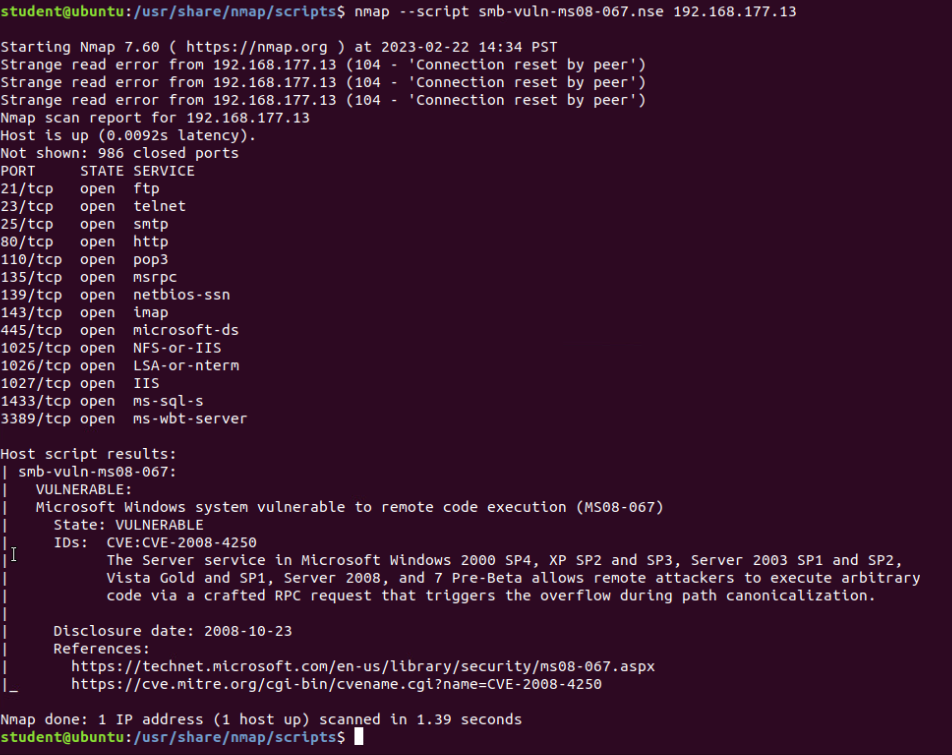 student@ubuntu:/usr/share/nmap/scripts$ nmap --script smb-vuln-ms08-067.nse 192.168.177.13
Starting Nmap 7.60 ( https://nmap.org ) at 2023-02-22 14:34 PST
Strange read error from 192.168.177.13 (104 - 'Connection reset by peer')
Strange read error from 192.168.177.13 (104 - 'Connection reset by peer')
Strange read error from 192.168.177.13 (104 - 'Connection reset by peer')
Nmap scan report for 192.168.177.13
Host is up (0.0092s latency).
Not shown: 986 closed ports
PORT     STATE SERVICE
21/tcp   open  ftp
23/tcp   open  telnet
25/tcp   open  smtp
80/tcp   open  http
110/tcp  open  pop3
135/tcp  open  msrpc
139/tcp  open  netbios-ssn
143/tcp  open  imap
445/tcp  open  microsoft-ds
1025/tcp open  NFS-or-IIS
1026/tcp open  LSA-or-nterm
1027/tcp open  IIS
1433/tcp open  ms-sql-s
3389/tcp open  ms-wbt-server
Host script results:
| smb-vuln-ms08-067:
|   VULNERABLE:
|   Microsoft Windows system vulnerable to remote code execution (MS08-067)
|     State: VULNERABLE
|     IDs:  CVE:CVE-2008-4250
|           The Server service in Microsoft Windows 2000 SP4, XP SP2 and SP3, Server 2003 SP1 and SP2,
|           Vista Gold and SP1, Server 2008, and 7 Pre-Beta allows remote attackers to execute arbitrary
|           code via a crafted RPC request that triggers the overflow during path canonicalization.
|
|     Disclosure date: 2008-10-23
|     References:
|       https://technet.microsoft.com/en-us/library/security/ms08-067.aspx
|_      https://cve.mitre.org/cgi-bin/cvename.cgi?name=CVE-2008-4250
Nmap done: 1 IP address (1 host up) scanned in 1.39 seconds
student@ubuntu:/usr/share/nmap/scripts$